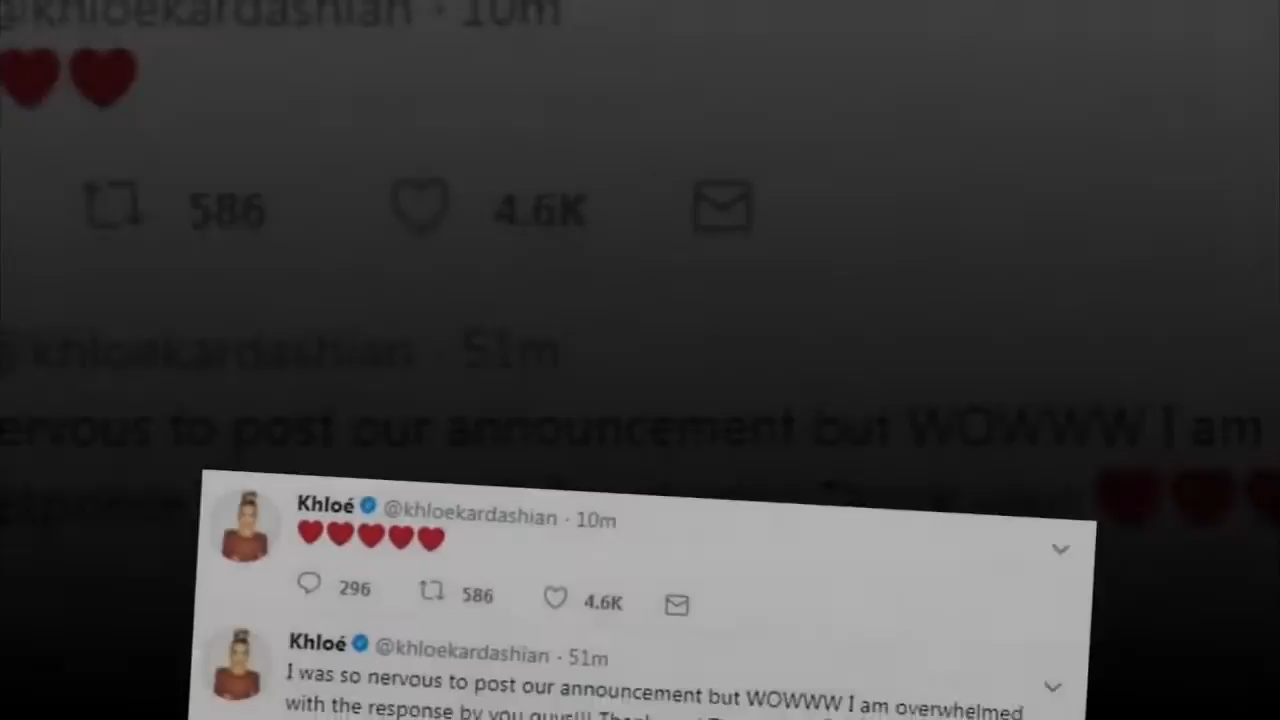 @khloekardashian · 10m
❤❤
586 4.6K
@khloekardashian · 51m
nervous to post our announcement but WOWWW I am
❤❤❤
Khloé @khloekardashian · 10m
❤❤❤❤❤
296 586 4.6K
Khloé @khloekardashian · 51m
I was so nervous to post our announcement but WOWWW I am overwhelmed
with the response by you guys!!!